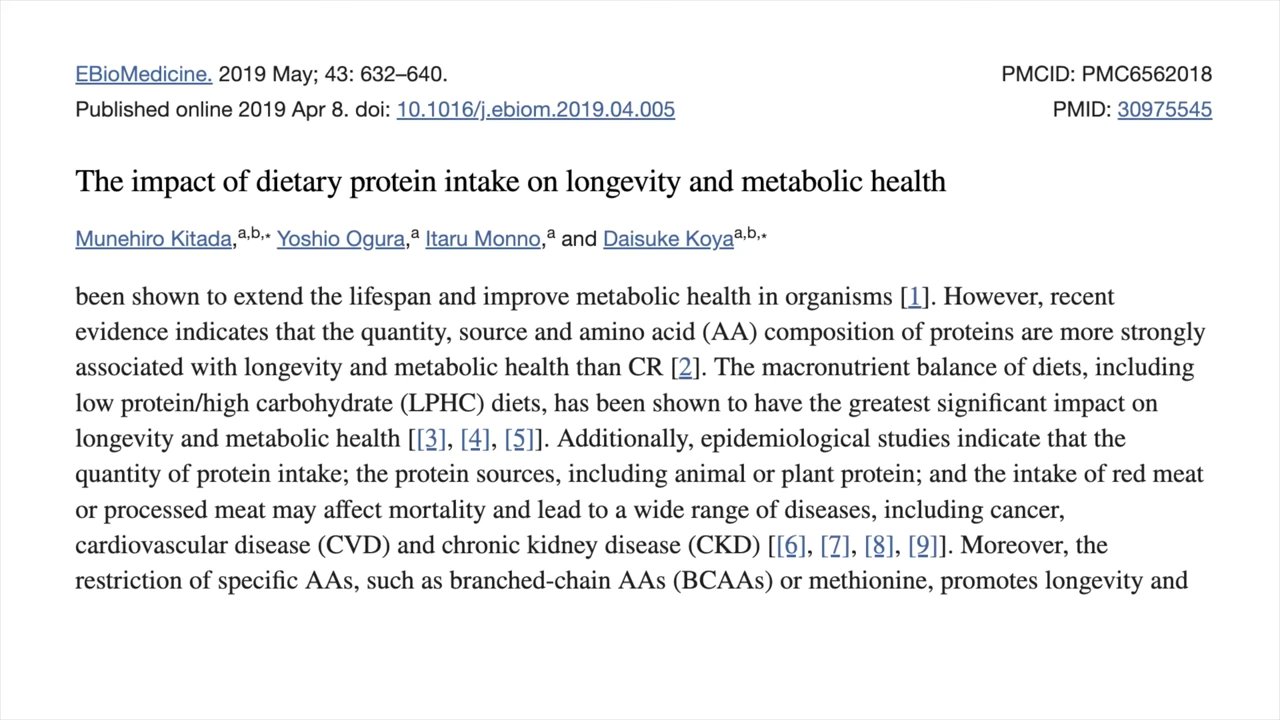 EBioMedicine. 2019 May; 43: 632–640. PMCID: PMC6562018
Published online 2019 Apr 8. doi: 10.1016/j.ebiom.2019.04.005 PMID: 30975545
The impact of dietary protein intake on longevity and metabolic health
Munehiro Kitada,a,b,⁎ Yoshio Ogura,a Itaru Monno,a and Daisuke Koyaa,b,⁎
been shown to extend the lifespan and improve metabolic health in organisms [1]. However, recent
evidence indicates that the quantity, source and amino acid (AA) composition of proteins are more strongly
associated with longevity and metabolic health than CR [2]. The macronutrient balance of diets, including
low protein/high carbohydrate (LPHC) diets, has been shown to have the greatest significant impact on
longevity and metabolic health [[3], [4], [5]]. Additionally, epidemiological studies indicate that the
quantity of protein intake; the protein sources, including animal or plant protein; and the intake of red meat
or processed meat may affect mortality and lead to a wide range of diseases, including cancer,
cardiovascular disease (CVD) and chronic kidney disease (CKD) [[6], [7], [8], [9]]. Moreover, the
restriction of specific AAs, such as branched-chain AAs (BCAAs) or methionine, promotes longevity and